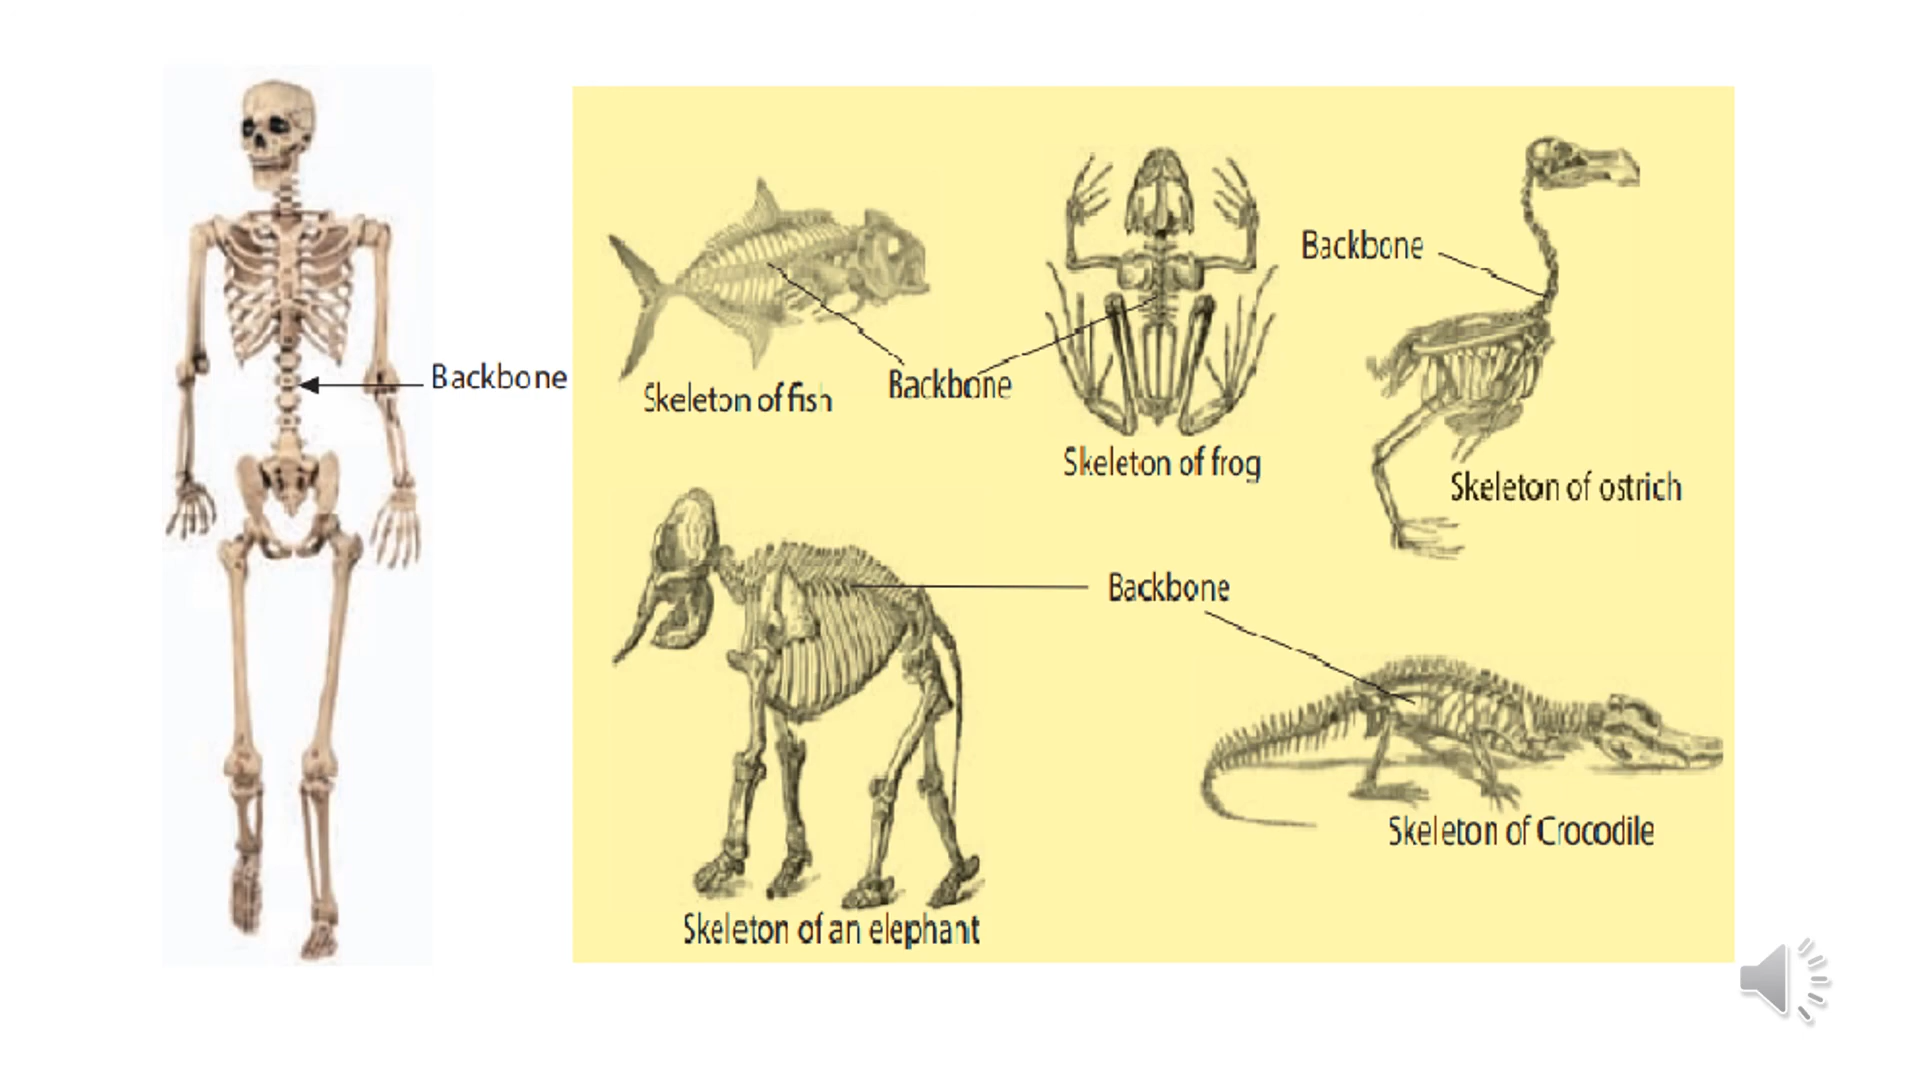 Backbone
Backbone
Skeleton of fish
Backbone
Skeleton of frog
Skeleton of ostrich
Backbone
Skeleton of Crocodile
Skeleton of an elephant